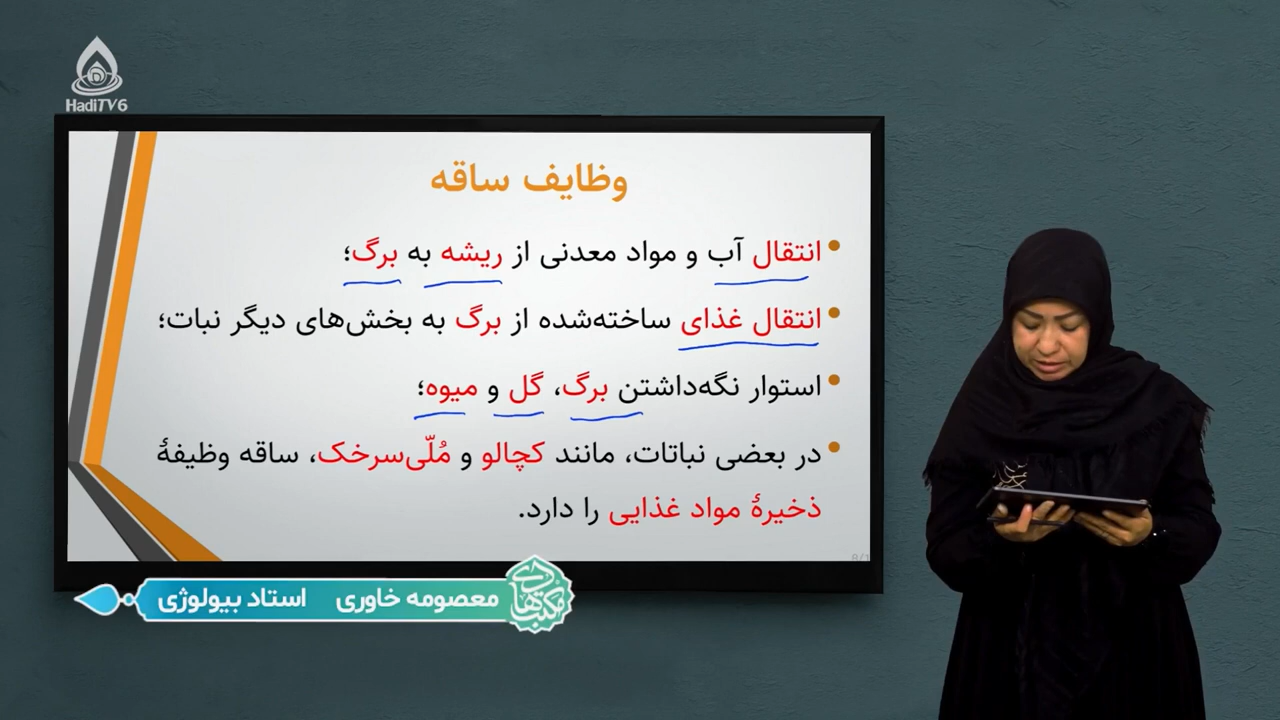 HadiTV6
وظایف ساقه
انتقال آب و مواد معدنی از ریشه به برگ؛
انتقال غذای ساخته‌شده از برگ به بخش‌های دیگر نبات؛
استوار نگه‌داشتن برگ، گل و میوه؛
در بعضی نباتات، مانند کچالو و مُلّی‌سرخک، ساقه وظیفهٔ
ذخیرهٔ مواد غذایی را دارد.
معصومه خاوری استاد بیولوژی
مکتب هادی